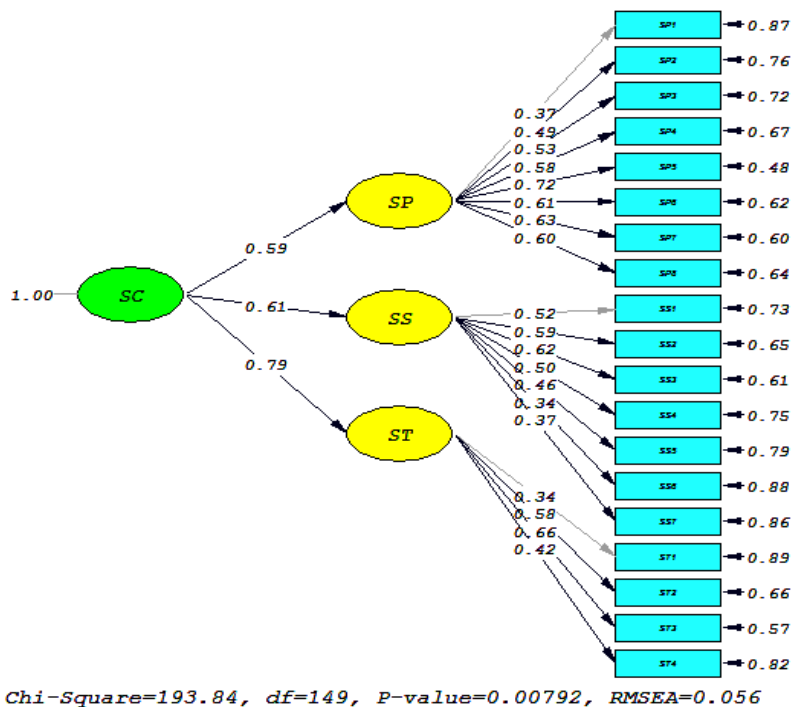 SP1 0.87
SP2 0.76
SP3 0.72
0.37
0.49
SP4 0.67
0.53
0.58
SP5 0.48
0.72
SP SP6 0.62
0.61
0.63
SP7 0.60
0.59 0.60
SP8 0.64
1.00 SC
0.61
SS 0.52 SS1 0.73
0.59 SS2 0.65
0.62
0.79 0.50 SS3 0.61
0.46
0.34 SS4 0.75
0.37
ST SS5 0.79
SS6 0.88
0.34
0.58 SS7 0.86
0.66
0.42 ST1 0.89
ST2 0.66
ST3 0.57
ST4 0.82
Chi-Square=193.84, df=149, P-value=0.00792, RMSEA=0.056